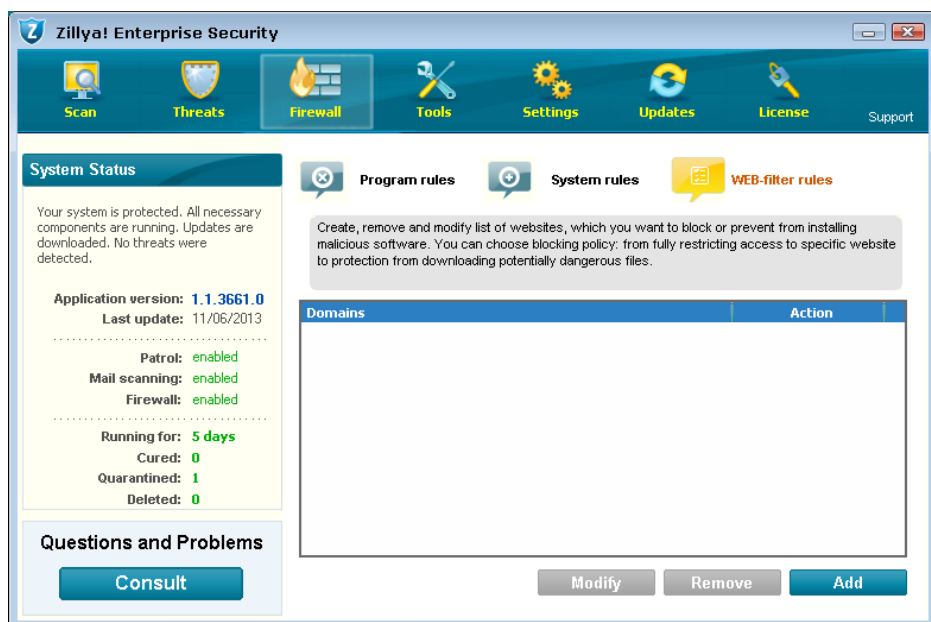 Zillya! Enterprise Security
Scan
Threats
Firewall
Tools
Settings
Updates
License
Support
System Status
Your system is protected. All necessary
components are running. Updates are
downloaded. No threats were
detected.
Application version: 1.1.3661.0
Last update: 11/06/2013
Patrol: enabled
Mail scanning: enabled
Firewall: enabled
Running for: 5 days
Cured: 0
Quarantined: 1
Deleted: 0
Questions and Problems
Consult
Program rules
System rules
WEB-filter rules
Create, remove and modify list of websites, which you want to block or prevent from installing
malicious software. You can choose blocking policy: from fully restricting access to specific website
to protection from downloading potentially dangerous files.
Domains
Action
Modify
Remove
Add